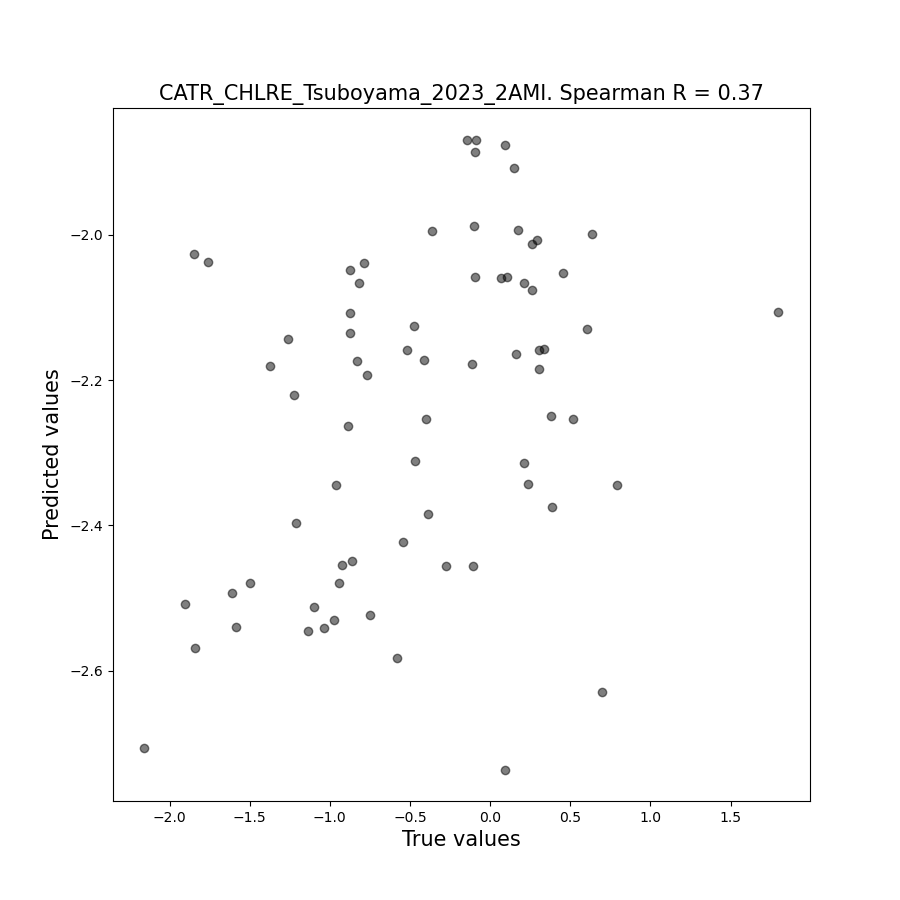 CATR_CHLRE_Tsuboyama_2023_2AMI. Spearman R = 0.37
Predicted values
−2.0
−2.2
−2.4
−2.6
−2.0 −1.5 −1.0 −0.5 0.0 0.5 1.0 1.5
True values